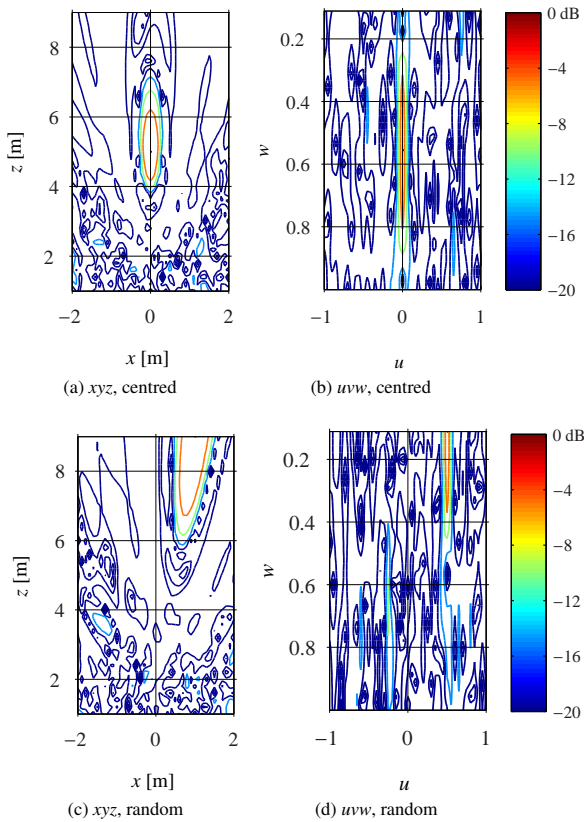 8
6
4
2
z [m]
−2 0 2
x [m]
(a) xyz, centred
0.2
0.4
0.6
0.8
w
−1 0 1
u
(b) uvw, centred
0 dB
−4
−8
−12
−16
−20
8
6
4
2
z [m]
−2 0 2
x [m]
(c) xyz, random
0.2
0.4
0.6
0.8
w
−1 0 1
u
(d) uvw, random
0 dB
−4
−8
−12
−16
−20